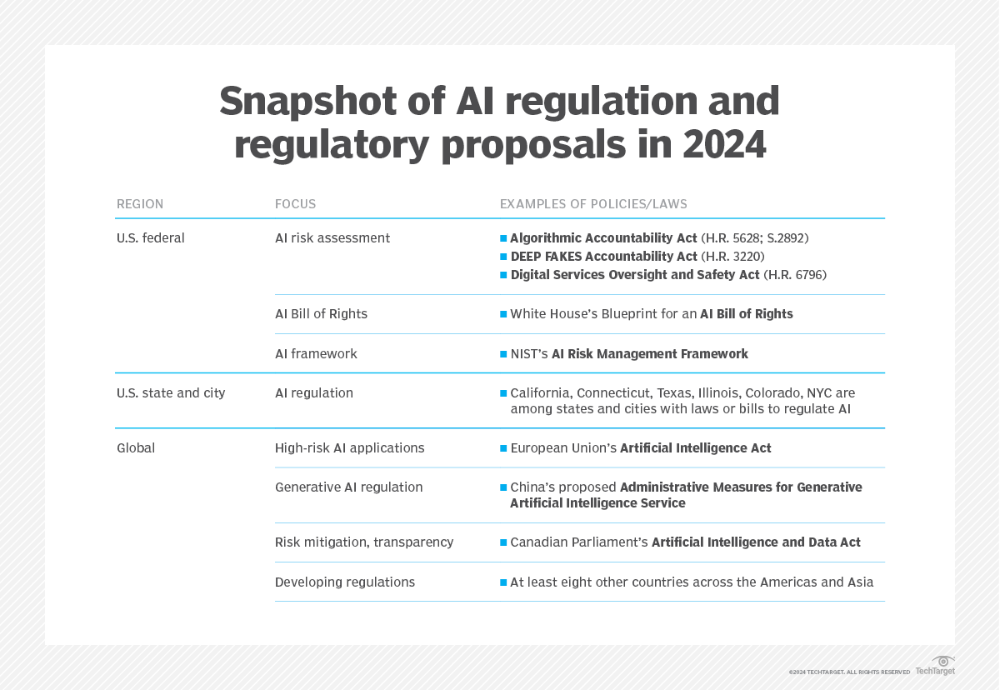 Snapshot of AI regulation and
regulatory proposals in 2024
REGION FOCUS EXAMPLES OF POLICIES/LAWS
U.S. federal AI risk assessment ■ Algorithmic Accountability Act (H.R. 5628; S.2892)
■ DEEP FAKES Accountability Act (H.R. 3220)
■ Digital Services Oversight and Safety Act (H.R. 6796)
AI Bill of Rights ■ White House’s Blueprint for an AI Bill of Rights
AI framework ■ NIST’s AI Risk Management Framework
U.S. state and city AI regulation ■ California, Connecticut, Texas, Illinois, Colorado, NYC are
among states and cities with laws or bills to regulate AI
Global High-risk AI applications ■ European Union’s Artificial Intelligence Act
Generative AI regulation ■ China’s proposed Administrative Measures for Generative
Artificial Intelligence Service
Risk mitigation, transparency ■ Canadian Parliament’s Artificial Intelligence and Data Act
Developing regulations ■ At least eight other countries across the Americas and Asia
©2024 TECHTARGET. ALL RIGHTS RESERVED TechTarget